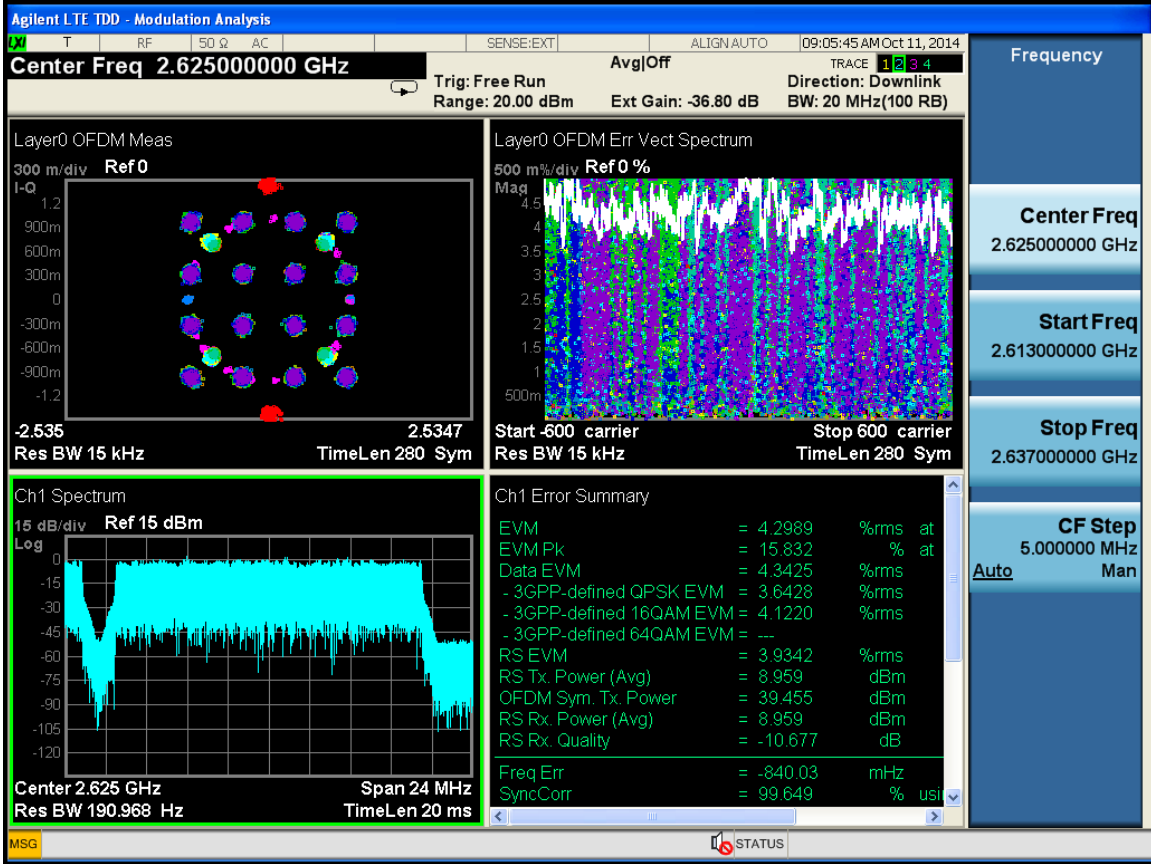 Agilent LTE TDD - Modulation Analysis
LXI T RF 50 Ω AC SENSE:EXT ALIGN AUTO 09:05:45 AM Oct 11, 2014
Center Freq 2.625000000 GHz
Trig: Free Run Avg|Off TRACE 1 2 3 4
Direction: Downlink
Range: 20.00 dBm Ext Gain: -36.80 dB BW: 20 MHz(100 RB)
Layer0 OFDM Meas
300 m/div Ref 0
I-Q
1.2
900m
600m
300m
0
-300m
-600m
-900m
-1.2
-2.535 2.5347
Res BW 15 kHz TimeLen 280 Sym
Layer0 OFDM Err Vect Spectrum
500 m%/div Ref 0 %
Mag
4.5
4
3.5
3
2.5
2
1.5
1
500m
Start -600 carrier Stop 600 carrier
Res BW 15 kHz TimeLen 280 Sym
Ch1 Spectrum
15 dB/div Ref 15 dBm
Log
0
-15
-30
-45
-60
-75
-90
-105
-120
Center 2.625 GHz Span 24 MHz
Res BW 190.968 Hz TimeLen 20 ms
Ch1 Error Summary
EVM = 4.2989 %rms at
EVM Pk = 15.832 % at
Data EVM = 4.3425 %rms
- 3GPP-defined QPSK EVM = 3.6428 %rms
- 3GPP-defined 16QAM EVM = 4.1220 %rms
- 3GPP-defined 64QAM EVM = ---
RS EVM = 3.9342 %rms
RS Tx. Power (Avg) = 8.959 dBm
OFDM Sym. Tx. Power = 39.455 dBm
RS Rx. Power (Avg) = 8.959 dBm
RS Rx. Quality = -10.677 dB
Freq Err = -840.03 mHz
SyncCorr = 99.649 % usi
Frequency
Center Freq
2.625000000 GHz
Start Freq
2.613000000 GHz
Stop Freq
2.637000000 GHz
CF Step
5.000000 MHz
Auto Man
MSG STATUS